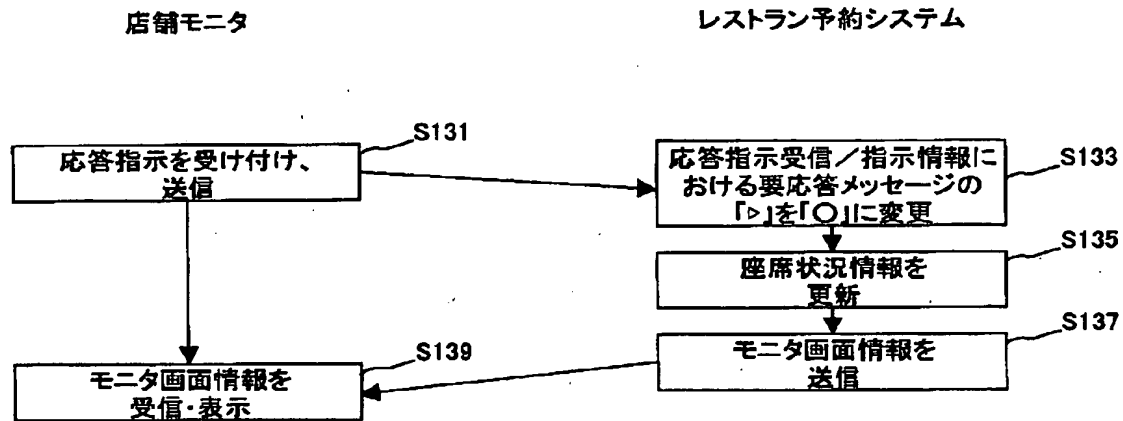 店舗モニタ
レストラン予約システム
S131
応答指示を受け付け、
送信
S133
応答指示受信／指示情報に
おける要応答メッセージの
「▷」を「○」に変更
S135
座席状況情報を
更新
S137
モニタ画面情報を
送信
S139
モニタ画面情報を
受信・表示